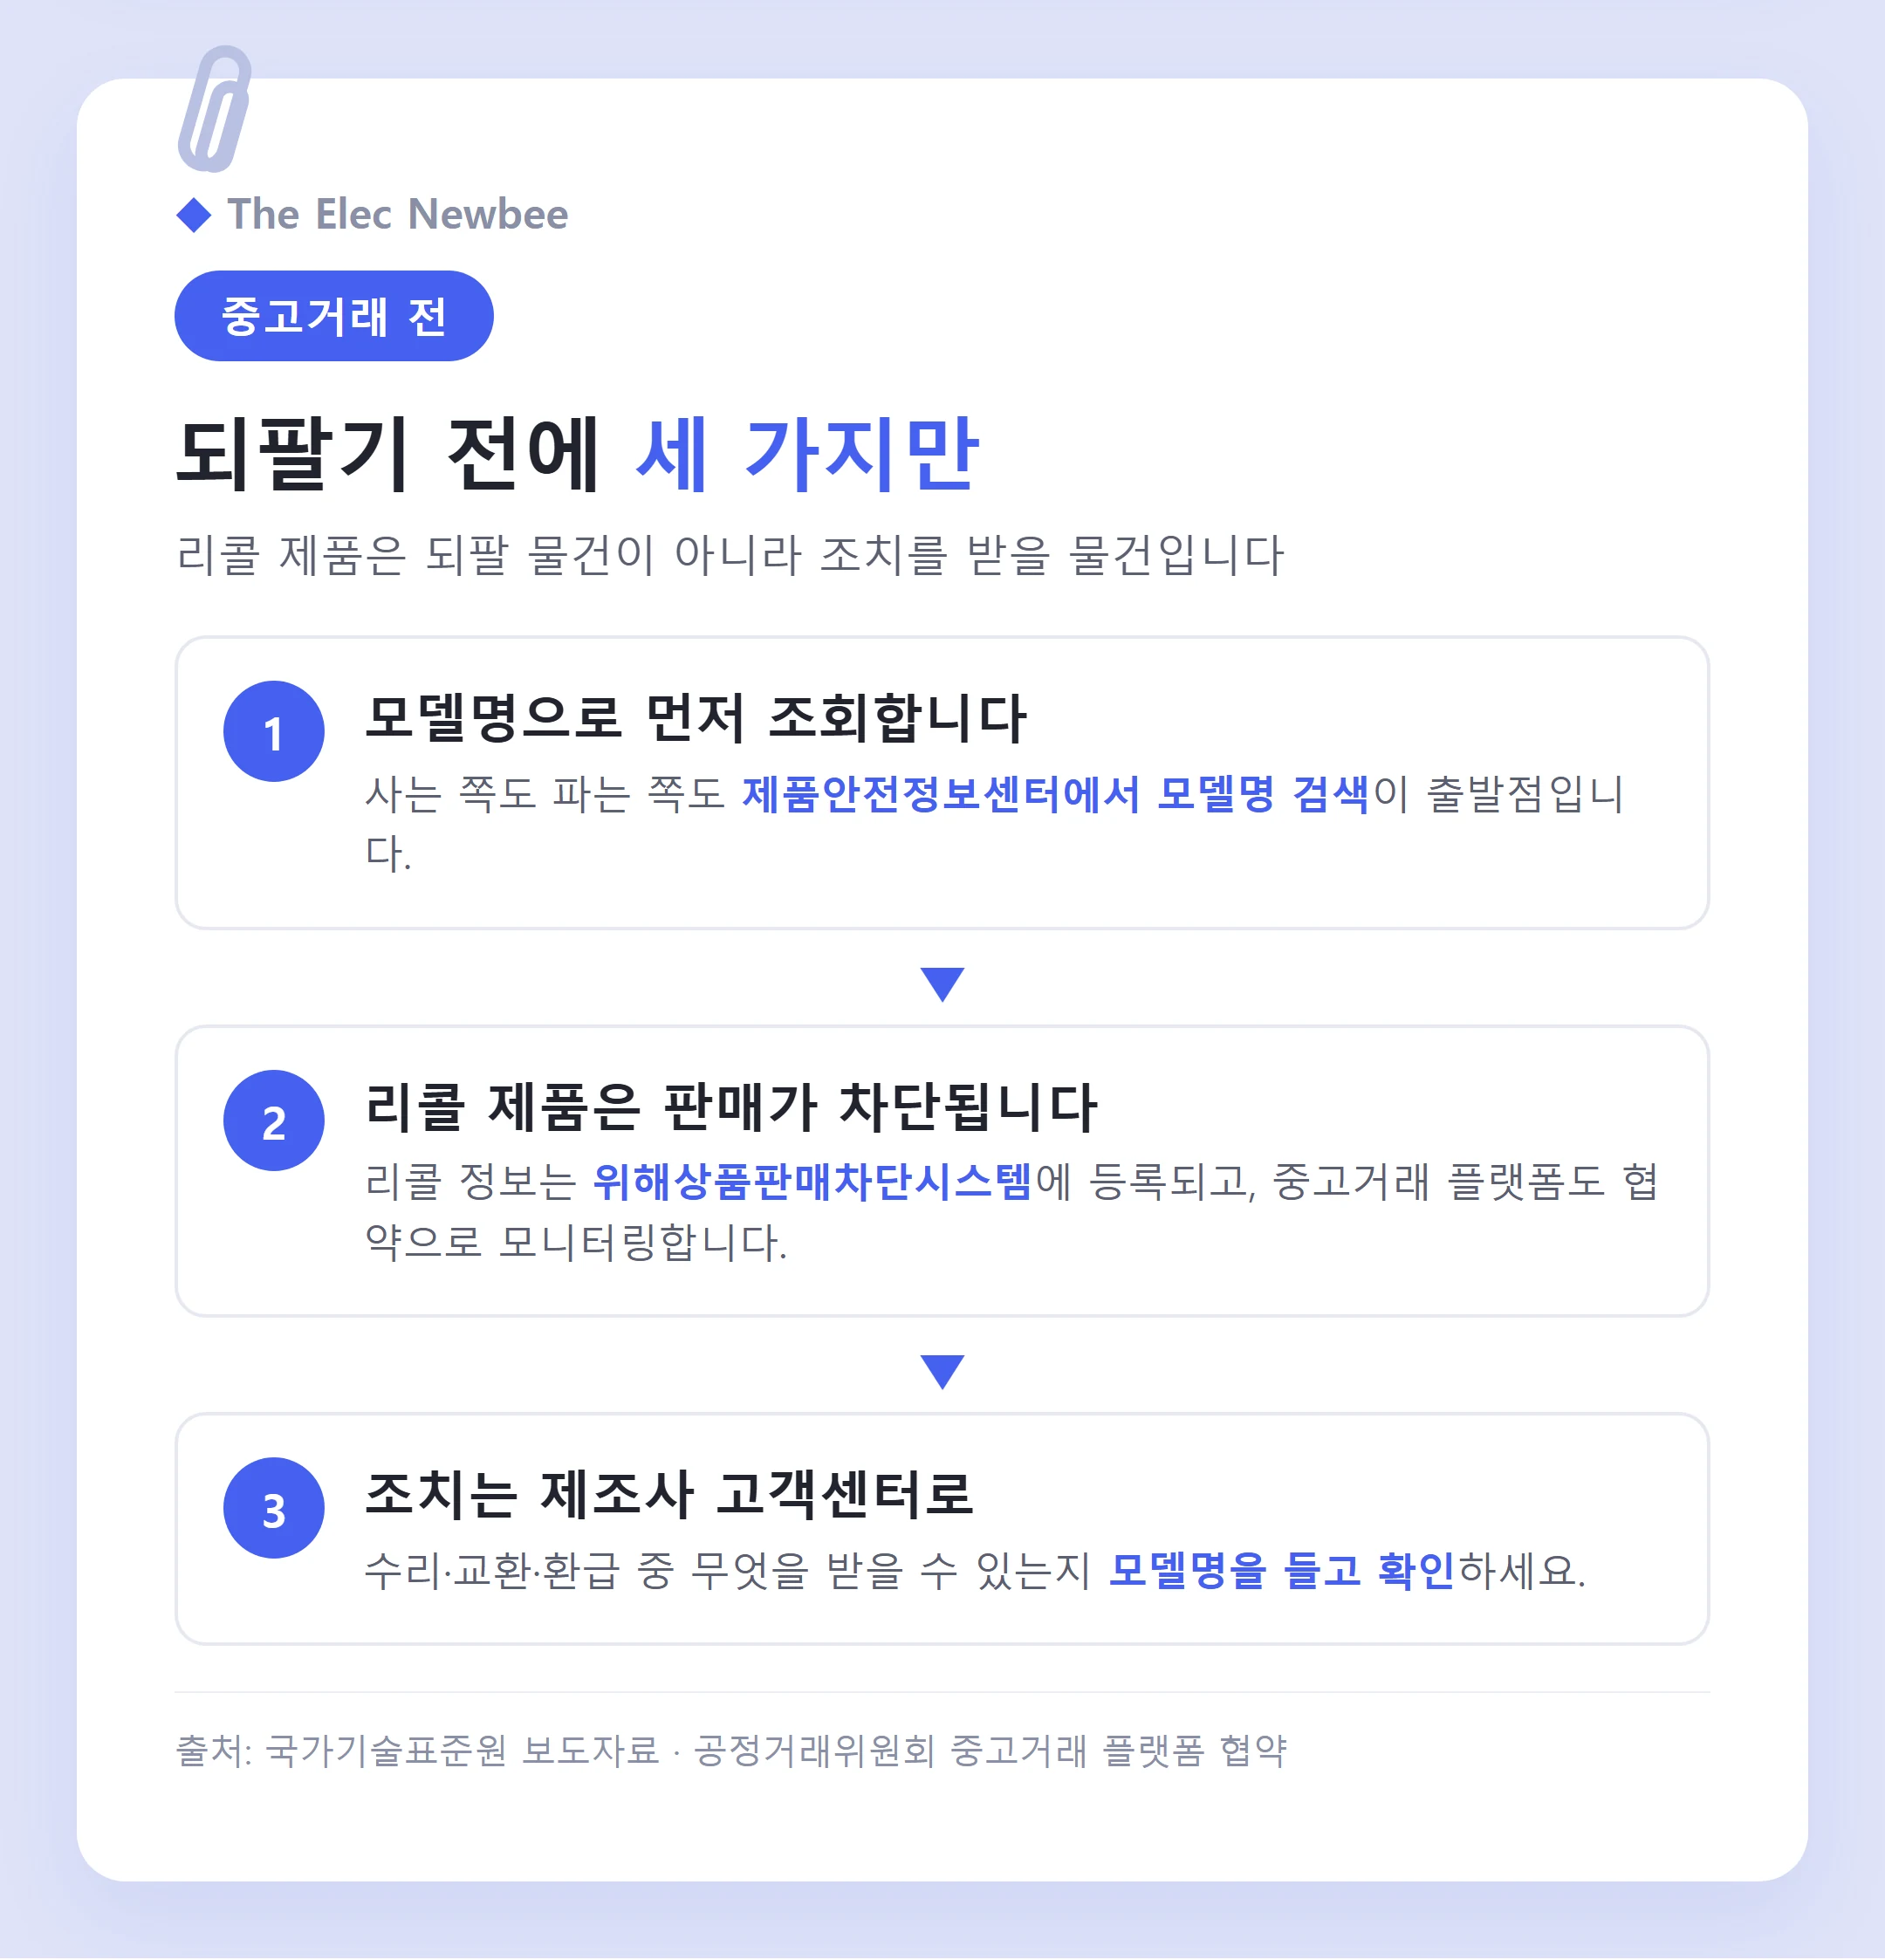 The Elec Newbee
중고거래 전
되팔기 전에 세 가지만
리콜 제품은 되팔 물건이 아니라 조치를 받을 물건입니다
1
모델명으로 먼저 조회합니다
사는 쪽도 파는 쪽도 제품안전정보센터에서 모델명 검색이 출발점입니
다.
2
리콜 제품은 판매가 차단됩니다
리콜 정보는 위해상품판매차단시스템에 등록되고, 중고거래 플랫폼도 협
약으로 모니터링합니다.
3
조치는 제조사 고객센터로
수리·교환·환급 중 무엇을 받을 수 있는지 모델명을 들고 확인하세요.
출처: 국가기술표준원 보도자료 · 공정거래위원회 중고거래 플랫폼 협약